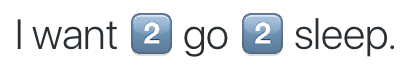 I want 2️⃣ go 2️⃣ sleep.